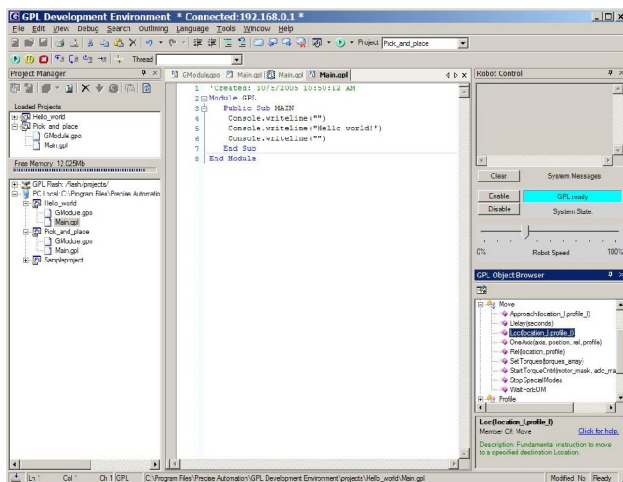 GPL Development Environment * Connected:192.168.0.1 *
File Edit View Debug Search Outlining Language Tools Window Help
Project Pick_and_place
Thread
Project Manager
Loaded Projects
Hello_world
Pick and place
GModule.gpo
Main.gpl
Free Memory 12.025Mb
GPL Flash: /flash/projects/
PC Local: C:\Program Files\Precise Automatio
Hello_world
GModule.gpo
Main.gpl
Pick_and_place
GModule.gpo
Main.gpl
Sampleproject
GModule.gpo Main.gpl Main.gpl Main.gpl
1 'Created: 10/5/2005 10:50:12 AM
2 Module GPL
3 Public Sub MAIN
4 Console.writeline("")
5 Console.writeline("Hello world!")
6 Console.writeline("")
7 End Sub
8 End Module
Robot Control
Clear System Messages
Enable GPL ready
Disable System State:
0% Robot Speed 100%
GPL Object Browser
Move
Approach(location_l,profile_l)
Delay(seconds)
Loc(location_l,profile_l)
OneAxis(axis, position, rel, profile)
Rel(location, profile)
SetTorques(torques_array)
StartTorqueCntrl(motor_mask, adc_ma
StopSpecialModes
WaitForEOM
Profile
Loc(location_l,profile_l)
Member Of: Move Click for help.
Description: Fundamental instruction to move
to a specified destination Location.
Ln 1 Col 1 Ch 1 GPL C:\Program Files\Precise Automation\GPL Development Environment\projects\Hello_world\Main.gpl Modified No Ready